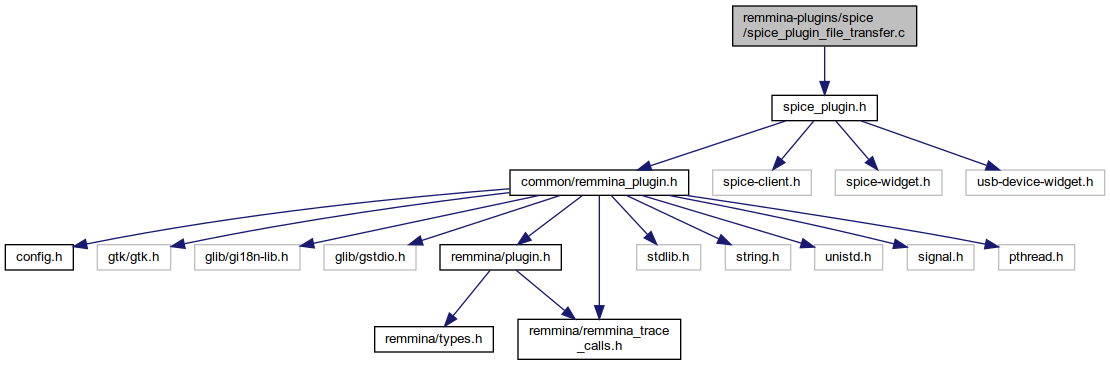 remmina-plugins/spice
/spice_plugin_file_transfer.c
spice_plugin.h
common/remmina_plugin.h
spice-client.h
spice-widget.h
usb-device-widget.h
config.h
gtk/gtk.h
glib/gi18n-lib.h
glib/gstdio.h
remmina/plugin.h
stdlib.h
string.h
unistd.h
signal.h
pthread.h
remmina/types.h
remmina/remmina_trace
_calls.h